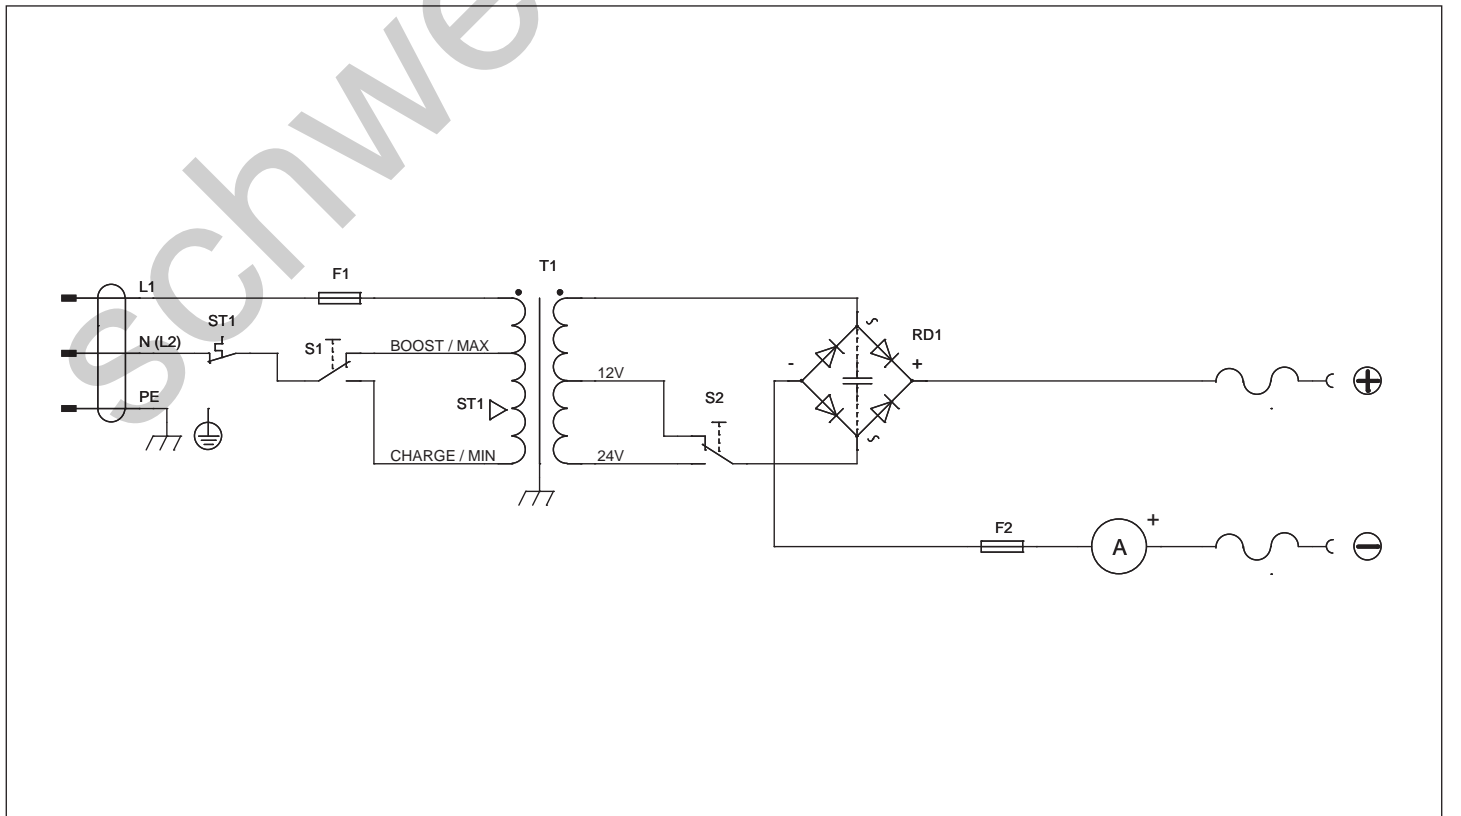 schwe
T1
F1
L1
ST1
N (L2)
S1
BOOST / MAX
RD1
-
+
12V
PE
ST1
S2
CHARGE / MIN
24V
F2
+
A